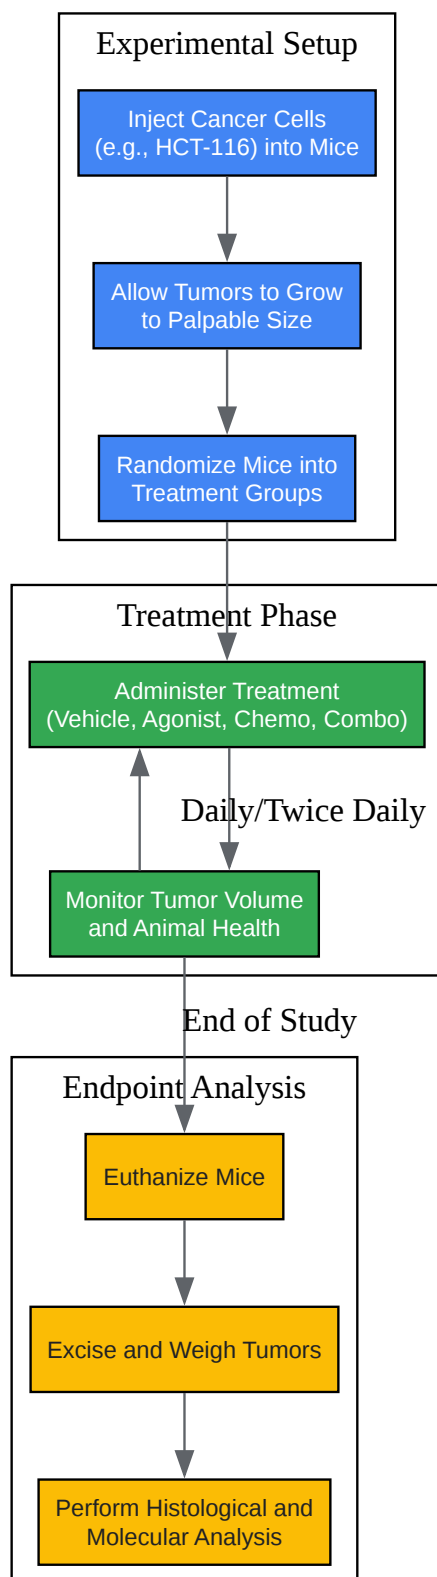 Experimental Setup
Inject Cancer Cells
(e.g., HCT-116) into Mice
Allow Tumors to Grow
to Palpable Size
Randomize Mice into
Treatment Groups
Treatment Phase
Administer Treatment
(Vehicle, Agonist, Chemo, Combo)
Daily/Twice Daily
Monitor Tumor Volume
and Animal Health
End of Study
Endpoint Analysis
Euthanize Mice
Excise and Weigh Tumors
Perform Histological and
Molecular Analysis